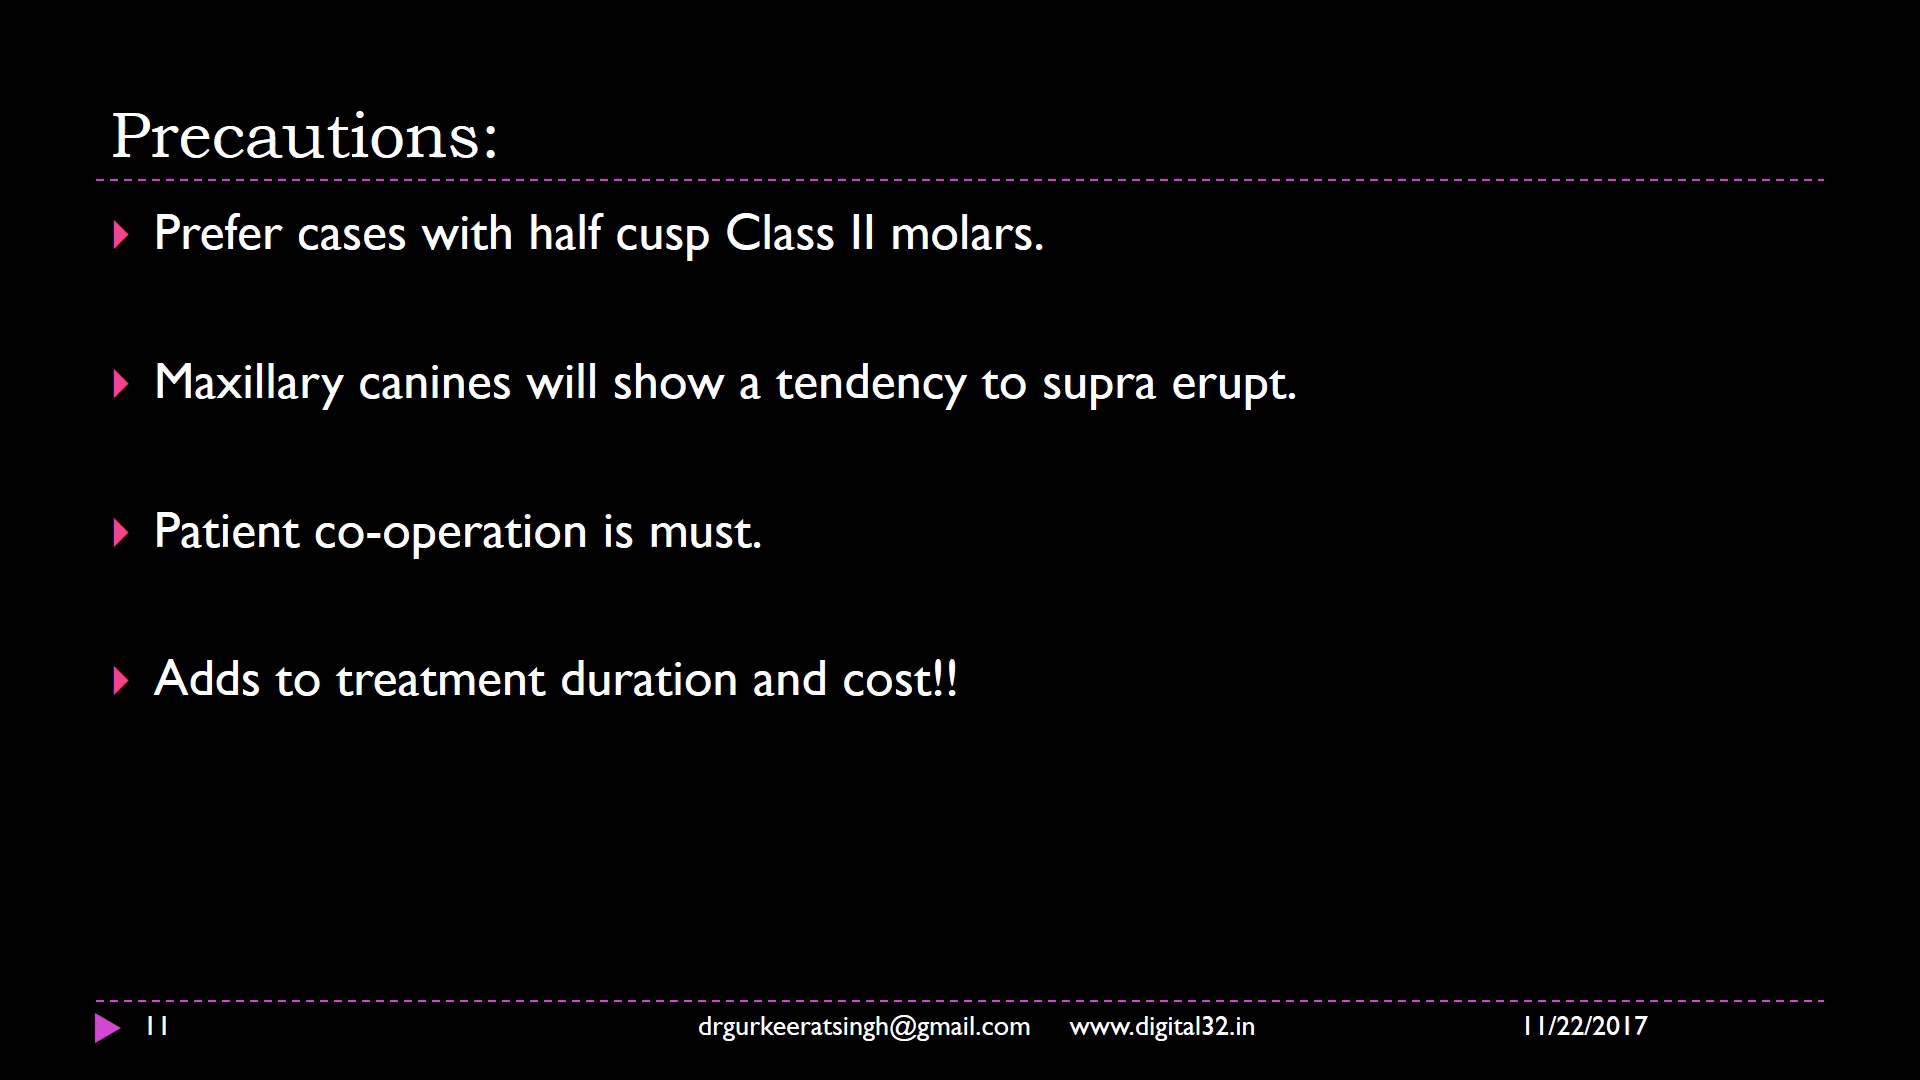 Precautions:
Prefer cases with half cusp Class II molars.
Maxillary canines will show a tendency to supra erupt.
Patient co-operation is must.
Adds to treatment duration and cost!!
11 drgurkeeratsingh@gmail.com www.digital32.in 11/22/2017